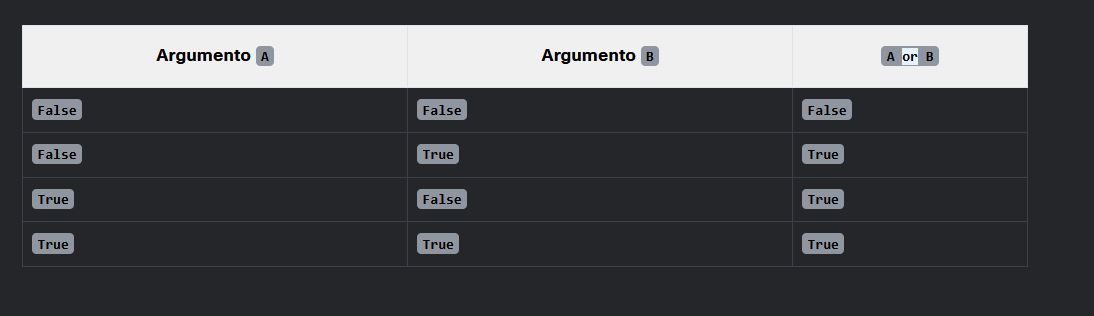 Argumento A Argumento B A or B
False False False
False True True
True False True
True True True